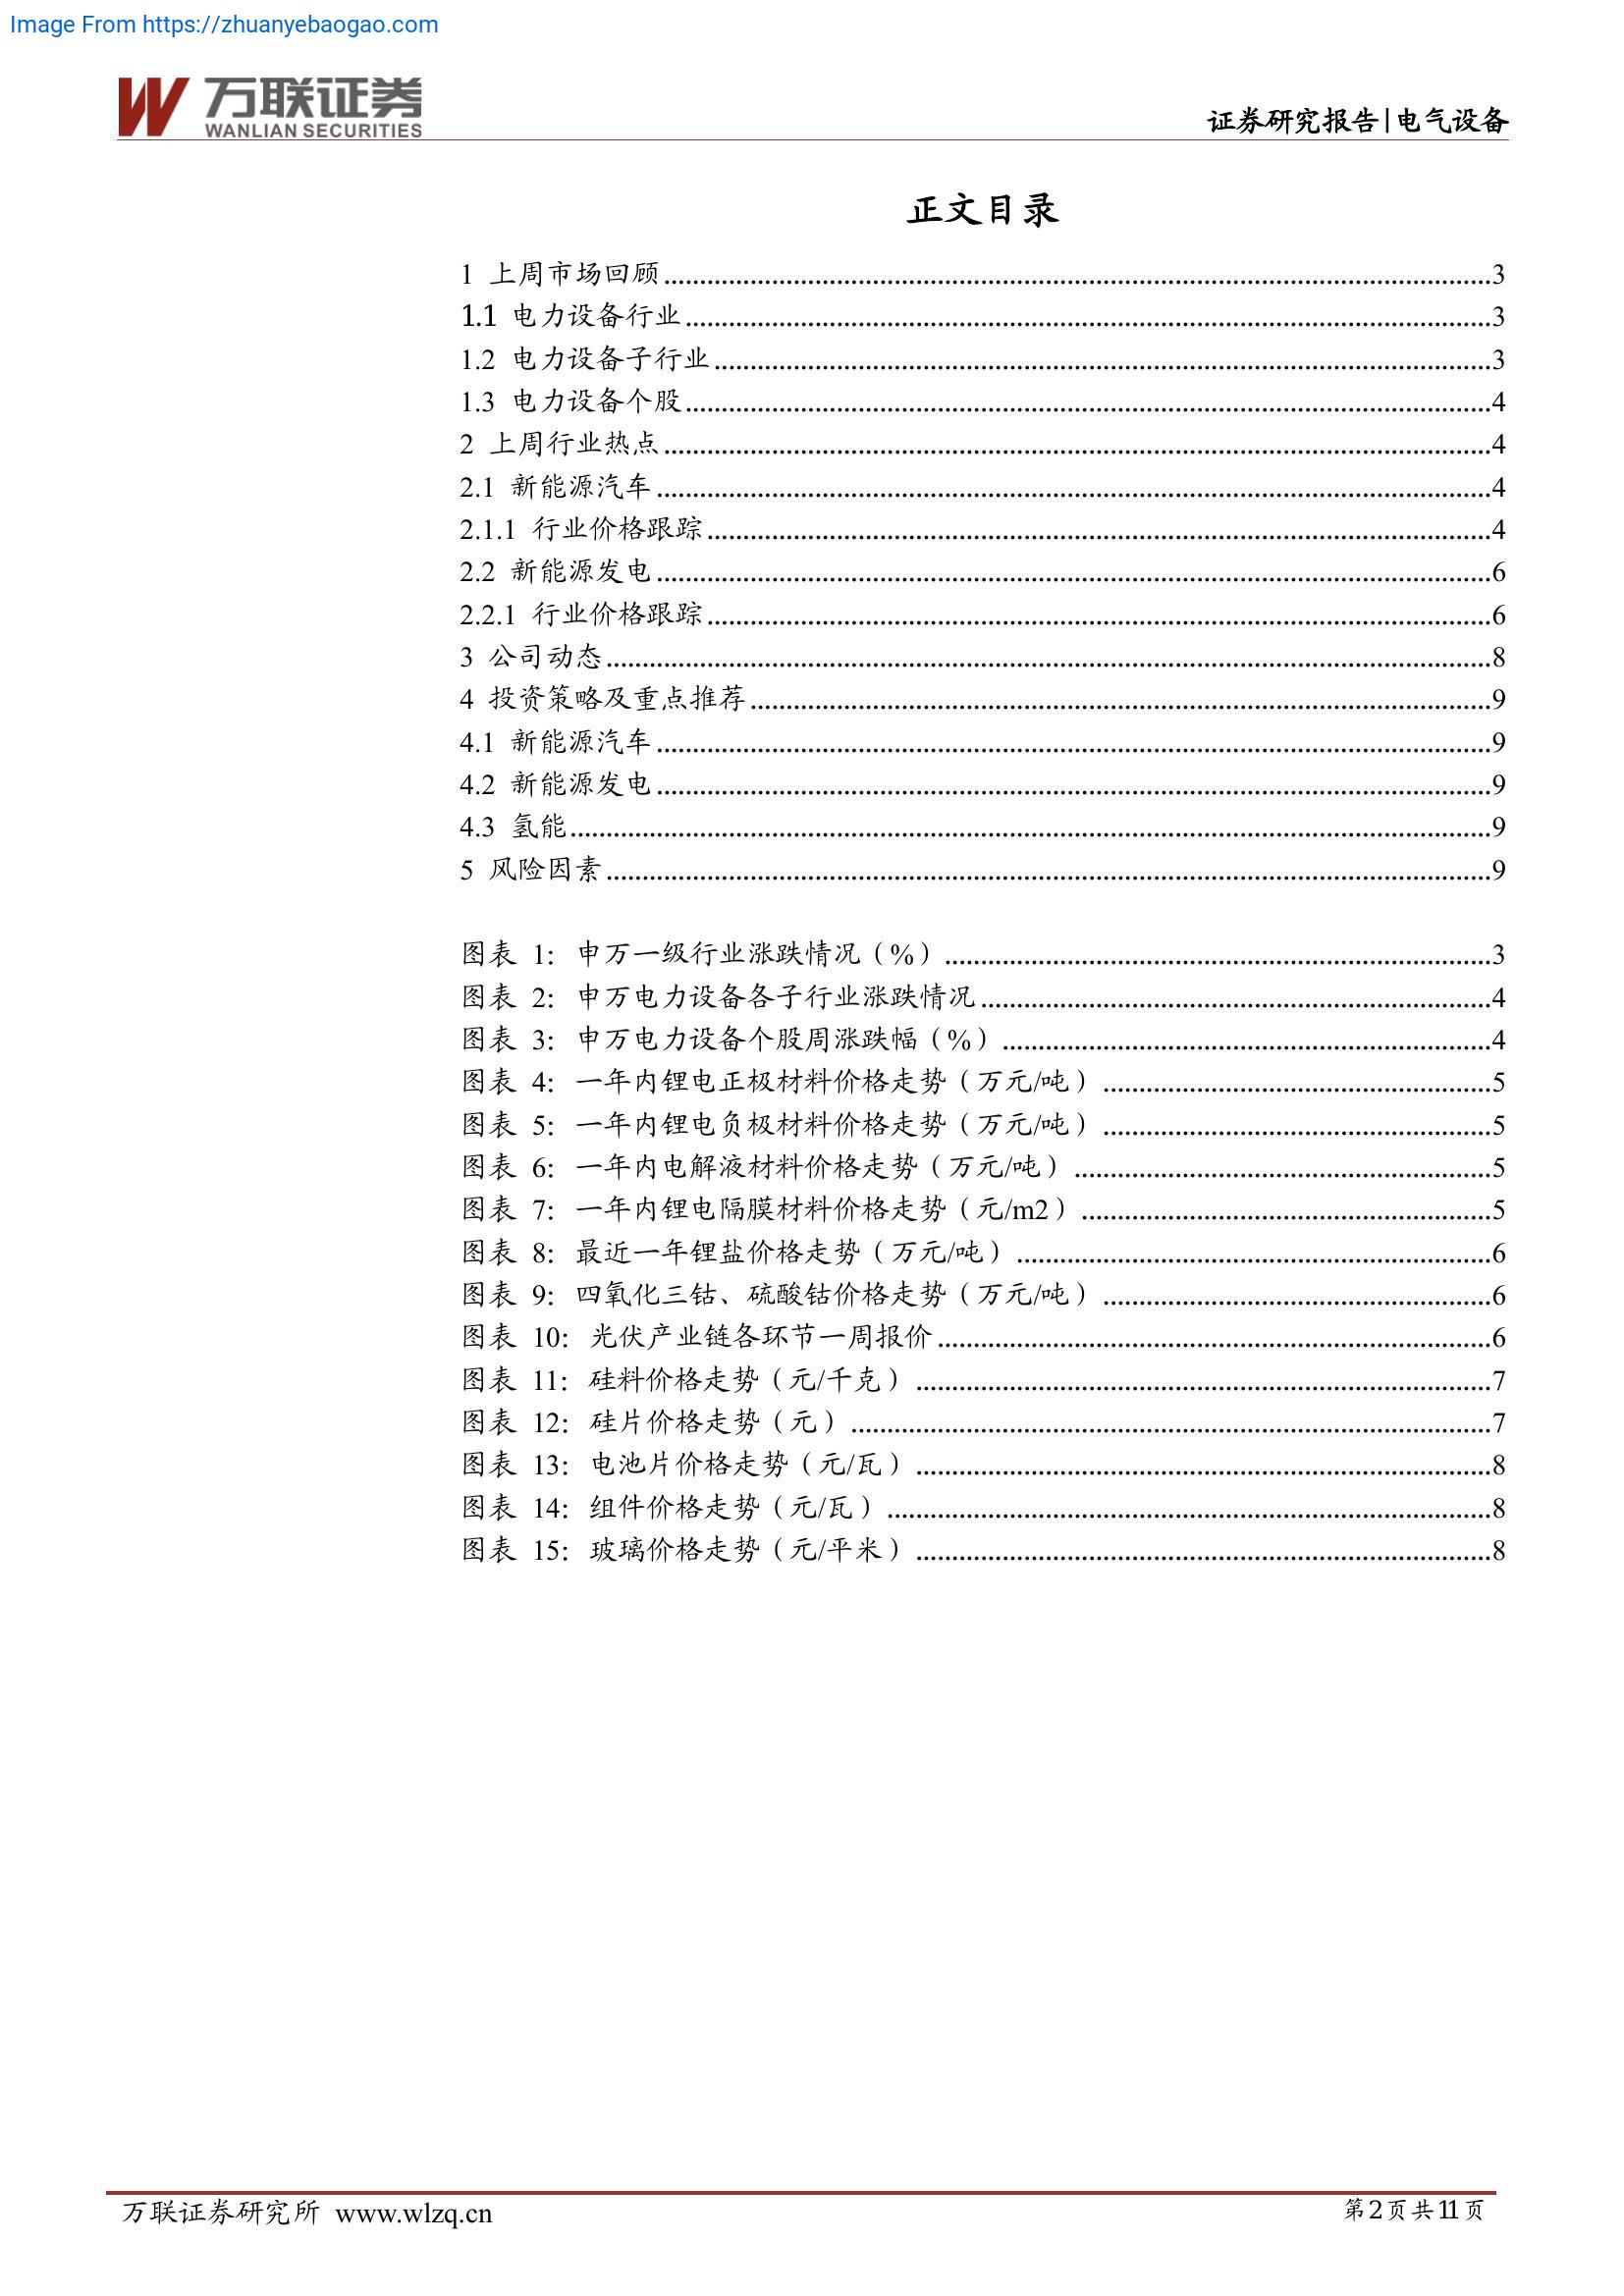 Image From https://zhuanyebaogao.com
万联证券
WANLIAN SECURITIES
证券研究报告|电气设备
正文目录
1 上周市场回顾........................................3
1.1 电力设备行业........................................3
1.2 电力设备子行业........................................3
1.3 电力设备个股........................................4
2 上周行业热点........................................4
2.1 新能源汽车........................................4
2.1.1 行业价格跟踪........................................4
2.2 新能源发电........................................6
2.2.1 行业价格跟踪........................................6
3 公司动态........................................8
4 投资策略及重点推荐........................................9
4.1 新能源汽车........................................9
4.2 新能源发电........................................9
4.3 氢能........................................9
5 风险因素........................................9
图表 1: 申万一级行业涨跌情况（%）........................................3
图表 2: 申万电力设备各子行业涨跌情况........................................4
图表 3: 申万电力设备个股周涨跌幅（%）........................................4
图表 4: 一年内锂电正极材料价格走势（万元/吨）........................................5
图表 5: 一年内锂电负极材料价格走势（万元/吨）........................................5
图表 6: 一年内电解液材料价格走势（万元/吨）........................................5
图表 7: 一年内锂电隔膜材料价格走势（元/m2）........................................5
图表 8: 最近一年锂盐价格走势（万元/吨）........................................6
图表 9: 四氧化三钴、硫酸钴价格走势（万元/吨）........................................6
图表 10: 光伏产业链各环节一周报价........................................6
图表 11: 硅料价格走势（元/千克）........................................7
图表 12: 硅片价格走势（元）........................................7
图表 13: 电池片价格走势（元/瓦）........................................8
图表 14: 组件价格走势（元/瓦）........................................8
图表 15: 玻璃价格走势（元/平米）........................................8
万联证券研究所 www.wlzq.cn
第2页共11页